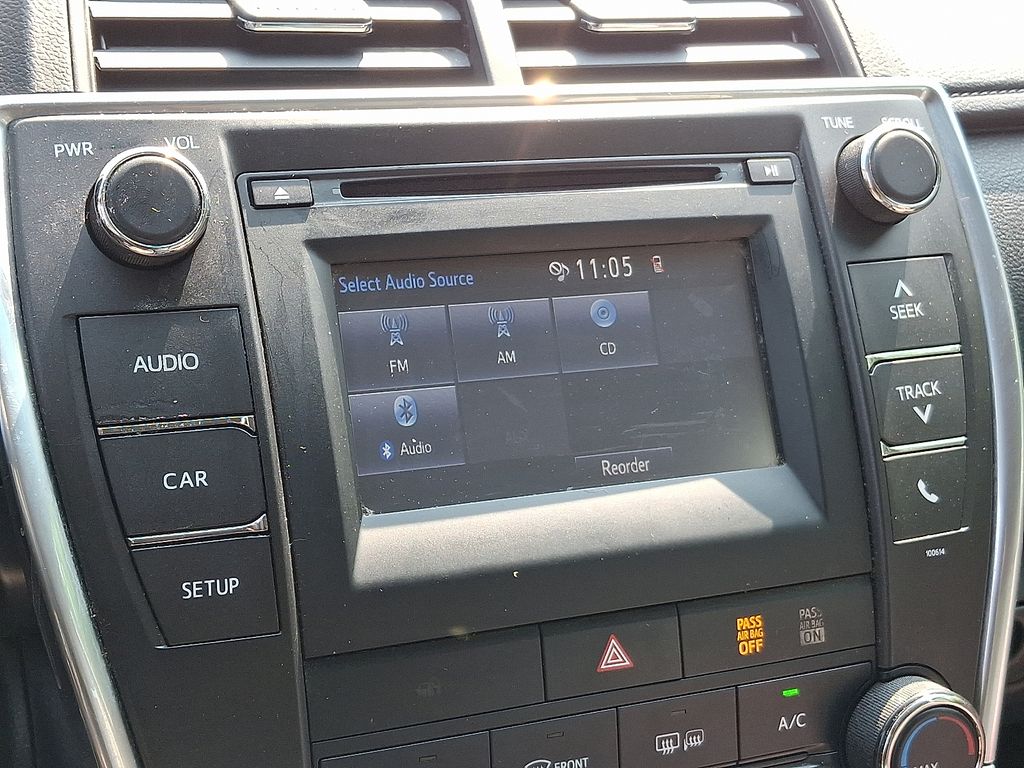 PWR
VOL
TUNE
SCROLL
Select Audio Source
11:05
FM
AM
CD
Audio
Reorder
AUDIO
CAR
SETUP
SEEK
TRACK
100614
PASS
AIR BAG
OFF
PASS
AIR BAG
ON
A/C
FRONT
MAX